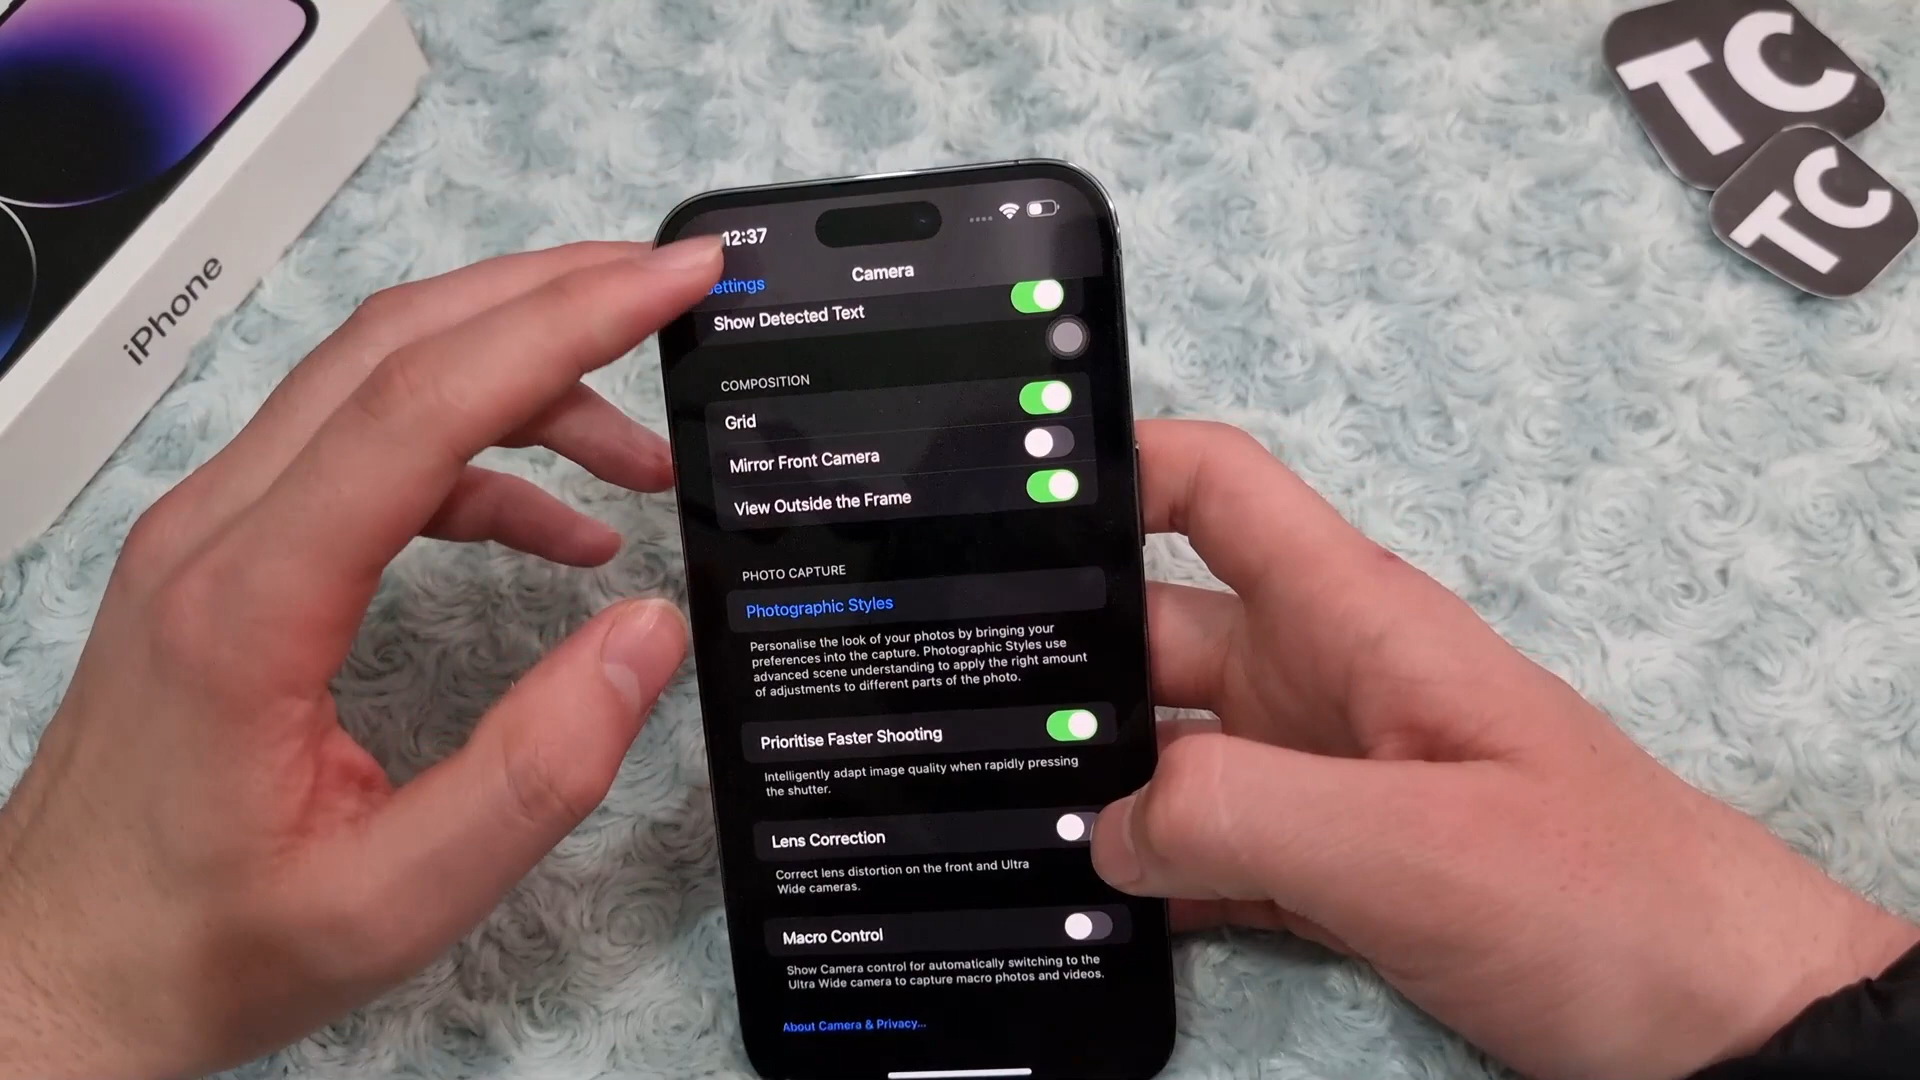 iPhone
TC
TC
12:37
ettings
Camera
Show Detected Text
COMPOSITION
Grid
Mirror Front Camera
View Outside the Frame
PHOTO CAPTURE
Photographic Styles
Personalise the look of your photos by bringing your
preferences into the capture. Photographic Styles use
advanced scene understanding to apply the right amount
of adjustments to different parts of the photo.
Prioritise Faster Shooting
Intelligently adapt image quality when rapidly pressing
the shutter.
Lens Correction
Correct lens distortion on the front and Ultra
Wide cameras.
Macro Control
Show Camera control for automatically switching to the
Ultra Wide camera to capture macro photos and videos.
About Camera & Privacy...